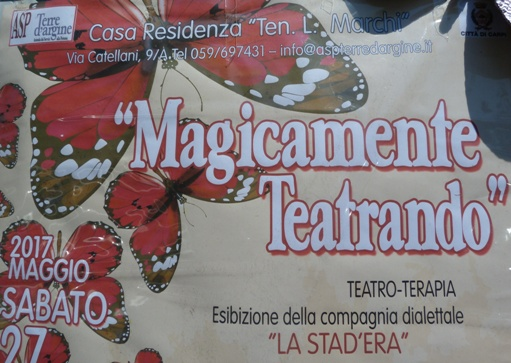 ASP Terre d'argine
Casa Residenza "Ten. L. Marchi"
Via Catellani, 9/A Tel 059/697431 – info@aspterredargine.it
"Magicamente
Teatrando"
2017
MAGGIO
SABATO
27
TEATRO-TERAPIA
Esibizione della compagnia dialettale
"LA STAD'ERA"